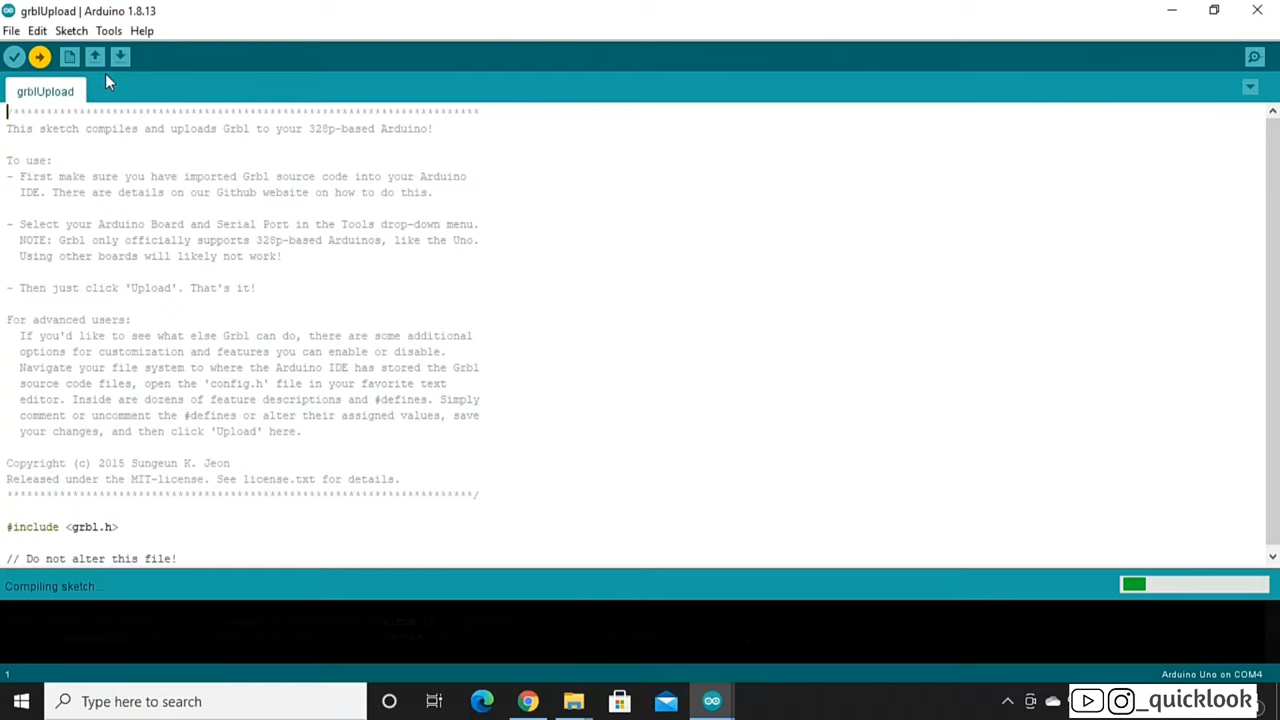 grblUpload | Arduino 1.8.13
File Edit Sketch Tools Help
grblUpload
/***********************************************************************
This sketch compiles and uploads Grbl to your 328p-based Arduino!
To use:
- First make sure you have imported Grbl source code into your Arduino
IDE. There are details on our Github website on how to do this.
- Select your Arduino Board and Serial Port in the Tools drop-down menu.
NOTE: Grbl only officially supports 328p-based Arduinos, like the Uno.
Using other boards will likely not work!
- Then just click 'Upload'. That's it!
For advanced users:
If you'd like to see what else Grbl can do, there are some additional
options for customization and features you can enable or disable.
Navigate your file system to where the Arduino IDE has stored the Grbl
source code files, open the 'config.h' file in your favorite text
editor. Inside are dozens of feature descriptions and #defines. Simply
comment or uncomment the #defines or alter their assigned values, save
your changes, and then click 'Upload' here.
Copyright (c) 2015 Sungeun K. Jeon
Released under the MIT-license. See license.txt for details.
***********************************************************************/
#include <grbl.h>
// Do not alter this file!
Compiling sketch...
1
Arduino Uno on COM4
Type here to search
_quicklook